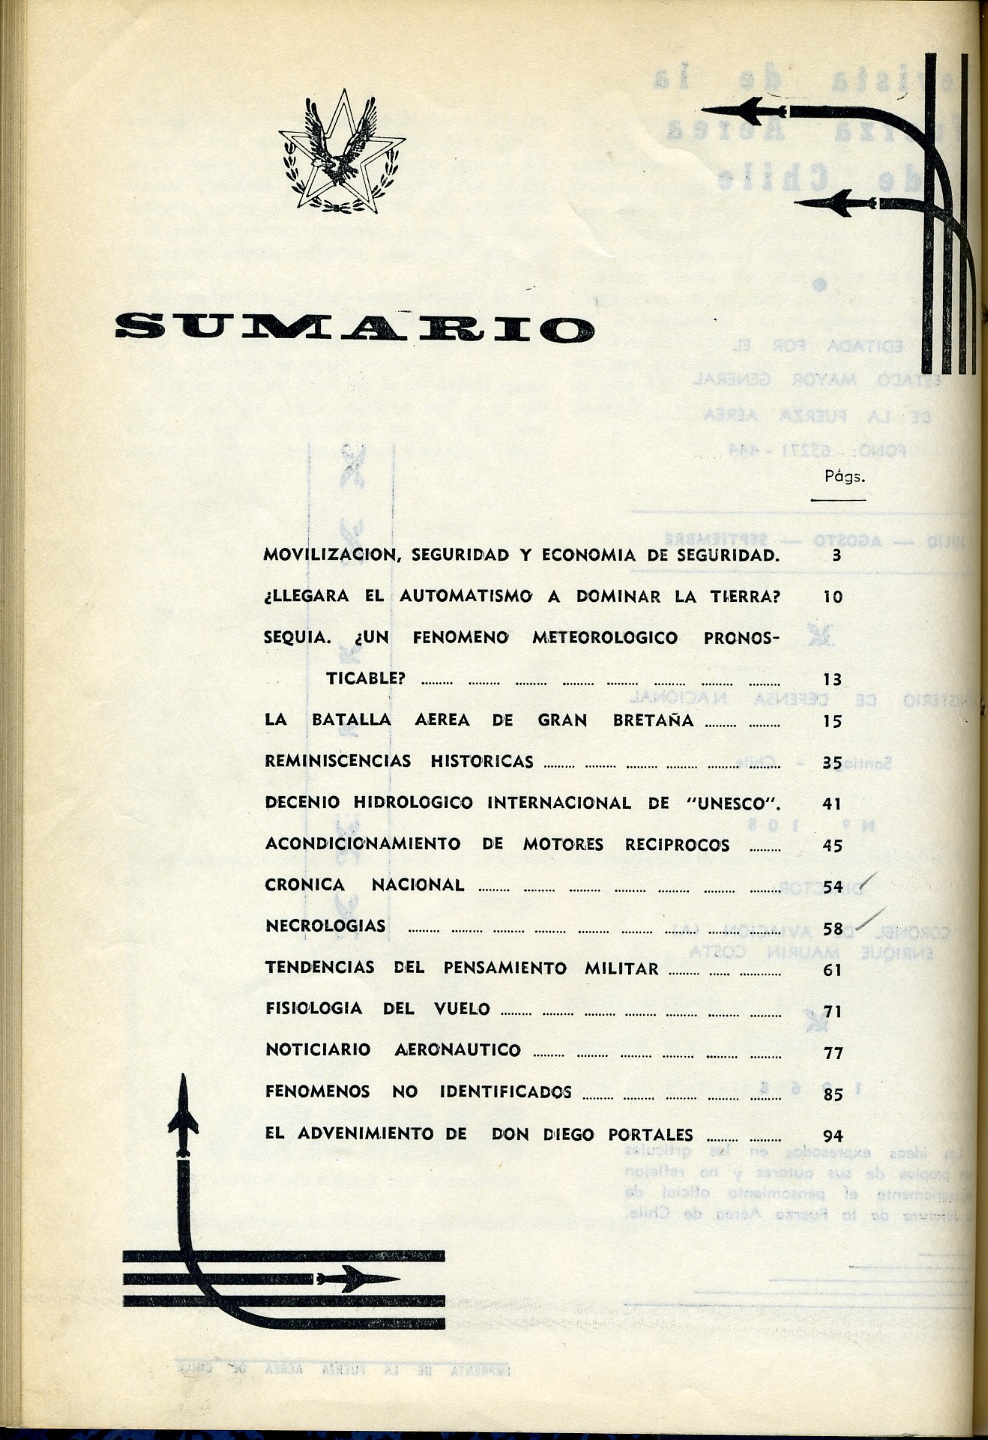 SUMARIO
Págs.
MOVILIZACION, SEGURIDAD Y ECONOMIA DE SEGURIDAD. 3
¿LLEGARA EL AUTOMATISMO A DOMINAR LA TIERRA? 10
SEQUIA. ¿UN FENOMENO METEOROLOGICO PRONOS-
TICABLE? ........ ........ ........ ........ ........ ........ ........ ........ 13
LA BATALLA AEREA DE GRAN BRETAÑA ........ ........ 15
REMINISCENCIAS HISTORICAS ........ ........ ........ ........ ........ ........ 35
DECENIO HIDROLOGICO INTERNACIONAL DE "UNESCO". 41
ACONDICIONAMIENTO DE MOTORES RECIPROCOS ........ 45
CRONICA NACIONAL ........ ........ ........ ........ ........ ........ ........ 54
NECROLOGIAS ........ ........ ........ ........ ........ ........ ........ ........ ........ 58
TENDENCIAS DEL PENSAMIENTO MILITAR ........ ...... ........... 61
FISIOLOGIA DEL VUELO ........ ........ ........ ........ ........ ........ ........ 71
NOTICIARIO AERONAUTICO ........ ........ ........ ........ ........ ........ 77
FENOMENOS NO IDENTIFICADOS ........ ........ ........ ........ ........ 85
EL ADVENIMIENTO DE DON DIEGO PORTALES ........ ........ 94